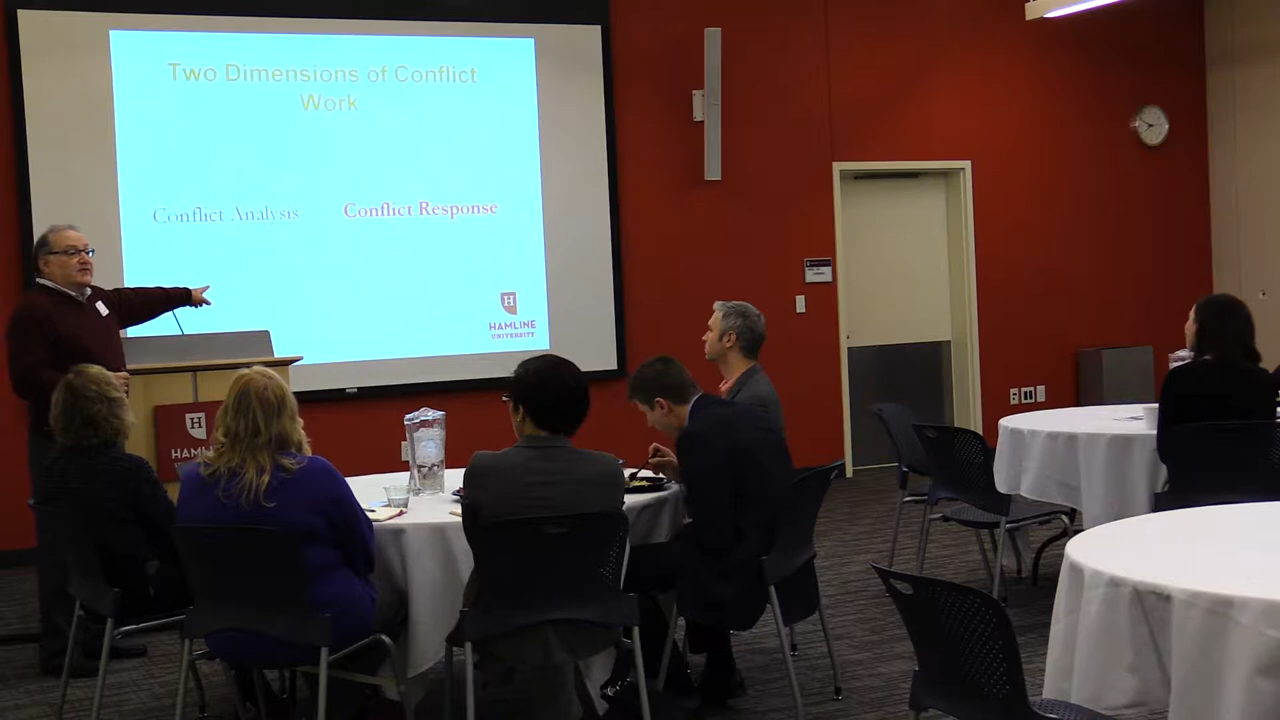 Two Dimensions of Conflict
Work
Conflict Analysis
Conflict Response
H
HAMLINE
UNIVERSITY
H
HAML